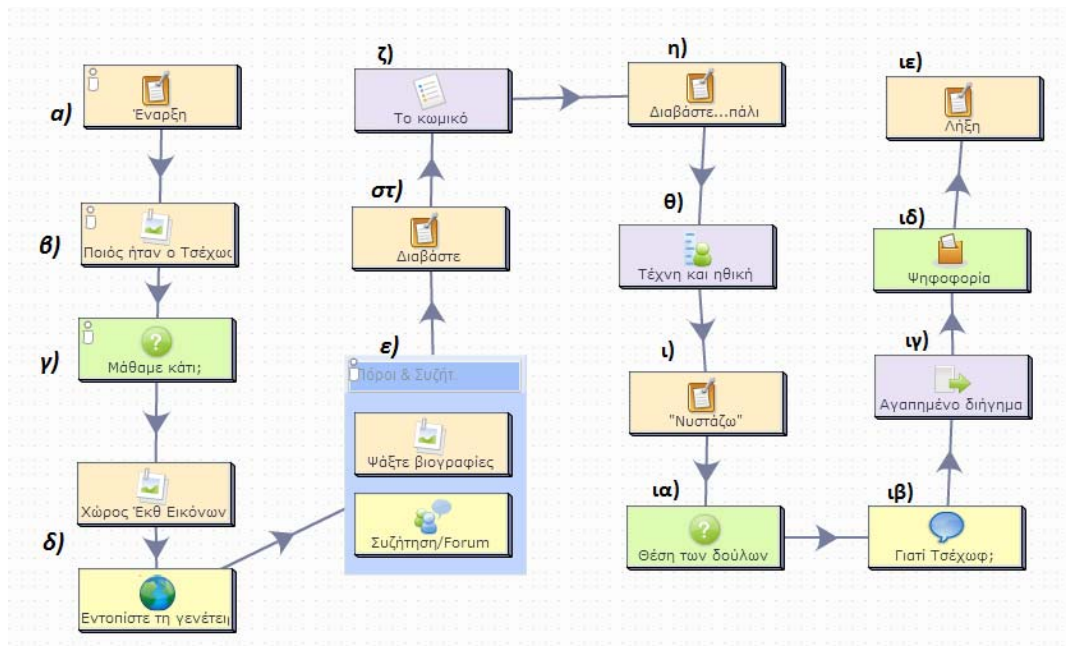 α)
Έναρξη
β)
Ποιός ήταν ο Τσέχως
γ)
Μάθαμε κάτι;
Χώρος Έκθ Εικόνων
δ)
Εντοπίστε τη γενέτει
ε)
Πόροι & Συζήτ.
Ψάξτε βιογραφίες
Συζήτηση/Forum
στ)
Διαβάστε
ζ)
Το κωμικό
η)
Διαβάστε...πάλι
θ)
Τέχνη και ηθική
ι)
"Νυστάζω"
ια)
Θέση των δούλων
ιβ)
Γιατί Τσέχωφ;
ιγ)
Αγαπημένο διήγημα
ιδ)
Ψηφοφορία
ιε)
Λήξη